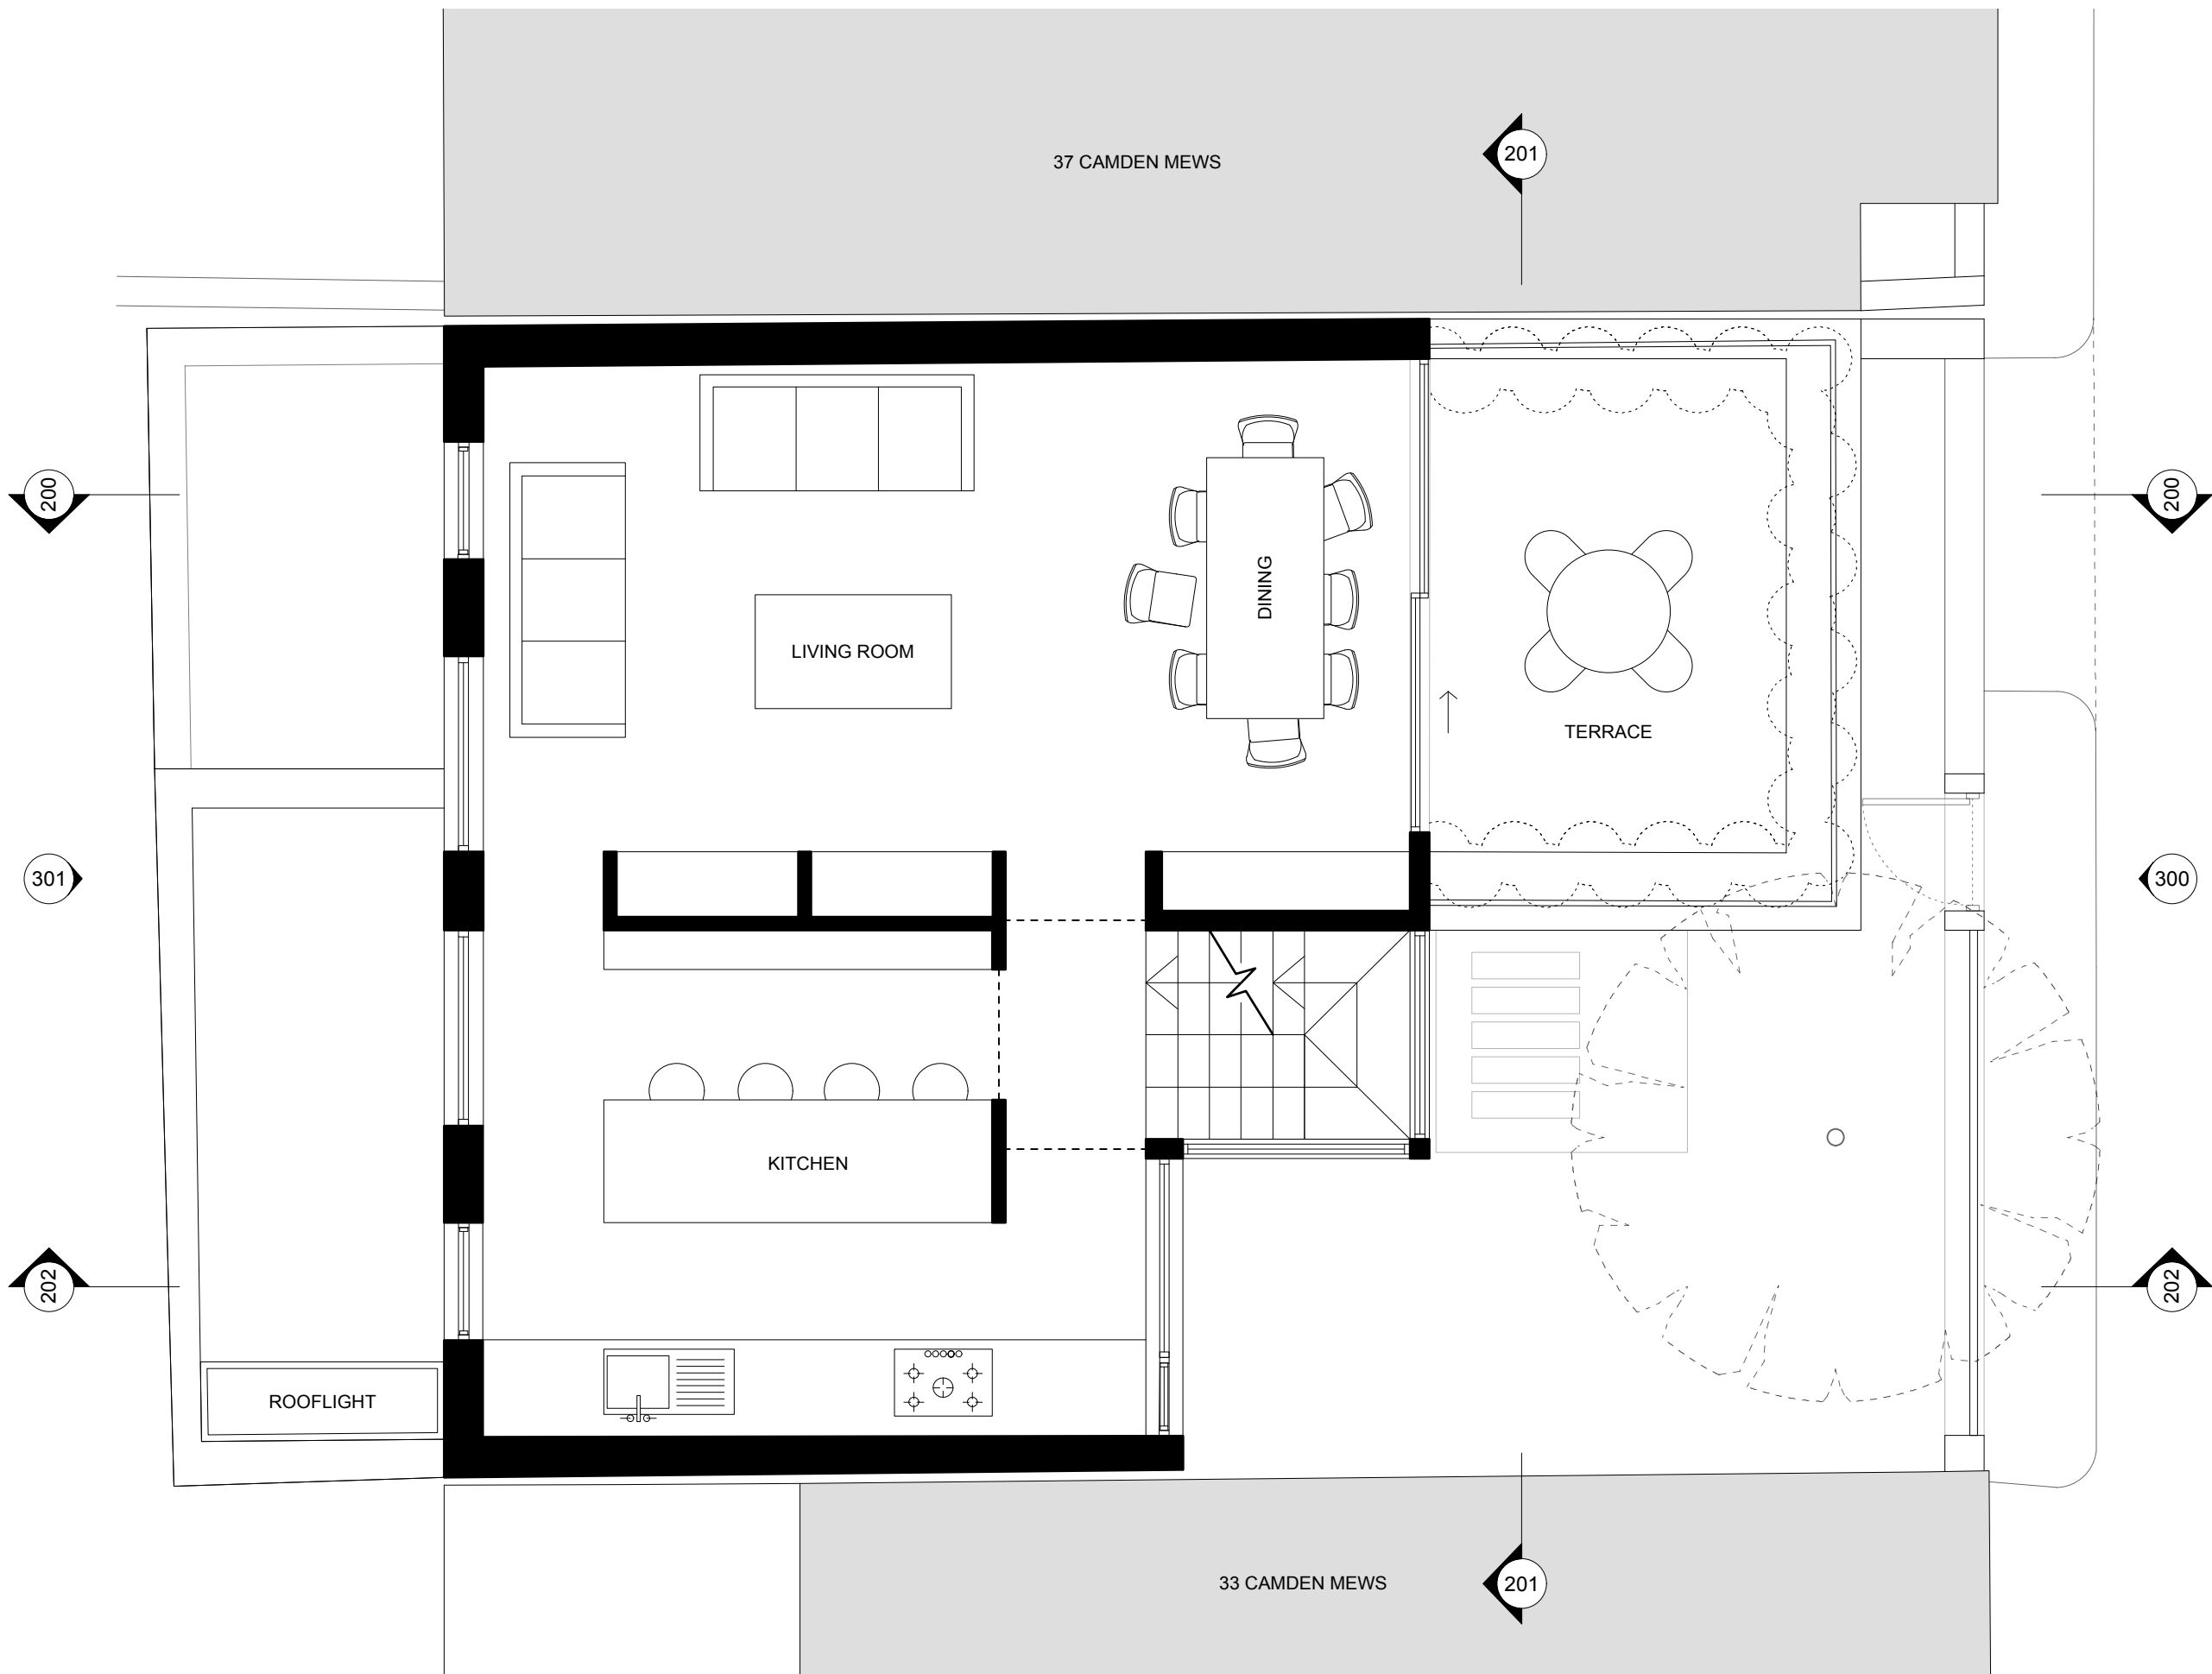 37 CAMDEN MEWS
201
200
200
DINING
LIVING ROOM
TERRACE
301
300
KITCHEN
202
202
ROOFLIGHT
33 CAMDEN MEWS
201